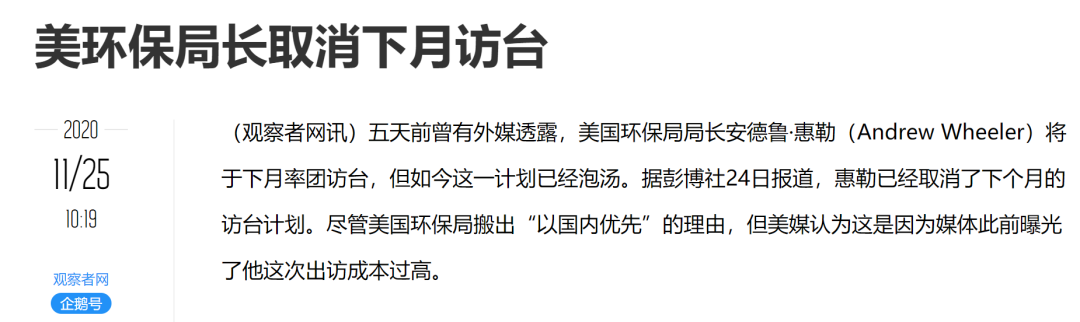 美环保局长取消下月访台
2020
11/25
10:19
观察者网
企鹅号
（观察者网讯）五天前曾有外媒透露，美国环保局局长安德鲁·惠勒（Andrew Wheeler）将
于下月率团访台，但如今这一计划已经泡汤。据彭博社24日报道，惠勒已经取消了下个月的
访台计划。尽管美国环保局搬出“以国内优先”的理由，但美媒认为这是因为媒体此前曝光
了他这次出访成本过高。